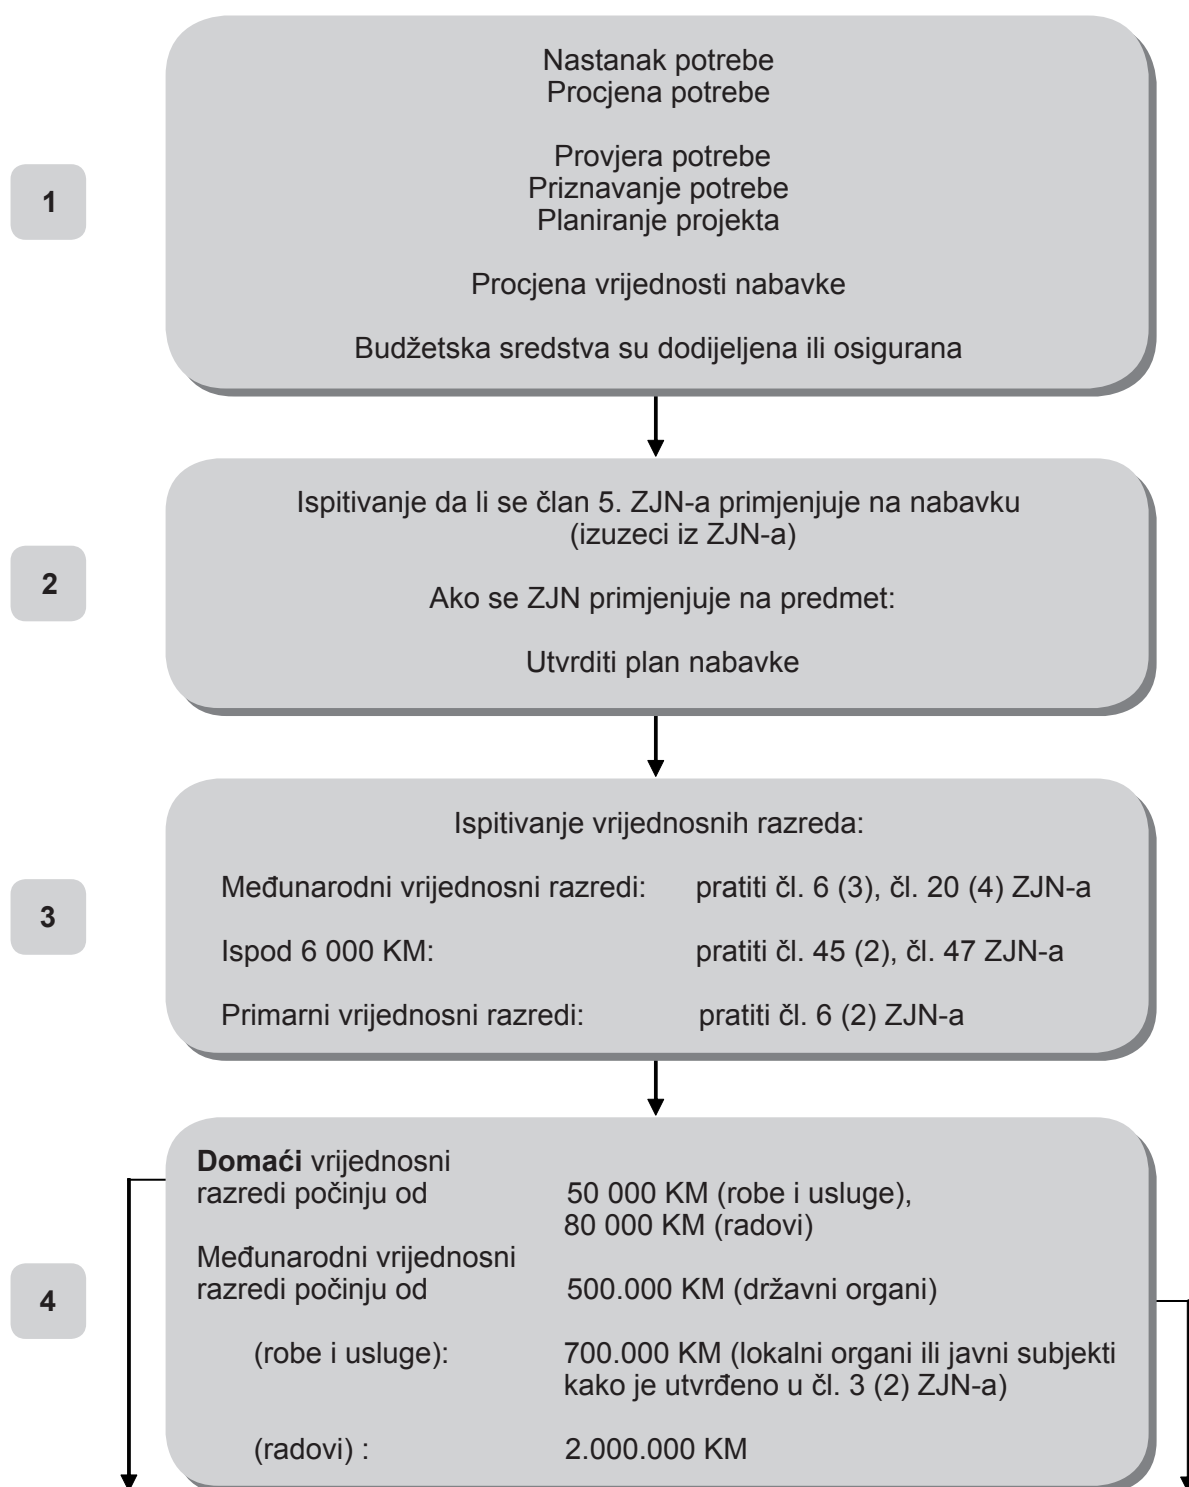 Nastanak potrebe
Procjena potrebe
Provjera potrebe
1
Priznavanje potrebe
Planiranje projekta
Procjena vrijednosti nabavke
Budžetska sredstva su dodijeljena ili osigurana
Ispitivanje da li se član 5. ZJN-a primjenjuje na nabavku
(izuzeci iz ZJN-a)
2
Ako se ZJN primjenjuje na predmet:
Utvrditi plan nabavke
Ispitivanje vrijednosnih razreda:
Međunarodni vrijednosni razredi: pratiti čl. 6 (3), čl. 20 (4) ZJN-a
3
Ispod 6 000 KM: pratiti čl. 45 (2), čl. 47 ZJN-a
Primarni vrijednosni razredi: pratiti čl. 6 (2) ZJN-a
Domaći vrijednosni
razredi počinju od 50 000 KM (robe i usluge),
80 000 KM (radovi)
Međunarodni vrijednosni
razredi počinju od 500.000 KM (državni organi)
4
(robe i usluge): 700.000 KM (lokalni organi ili javni subjekti
kako je utvrđeno u čl. 3 (2) ZJN-a)
(radovi) : 2.000.000 KM